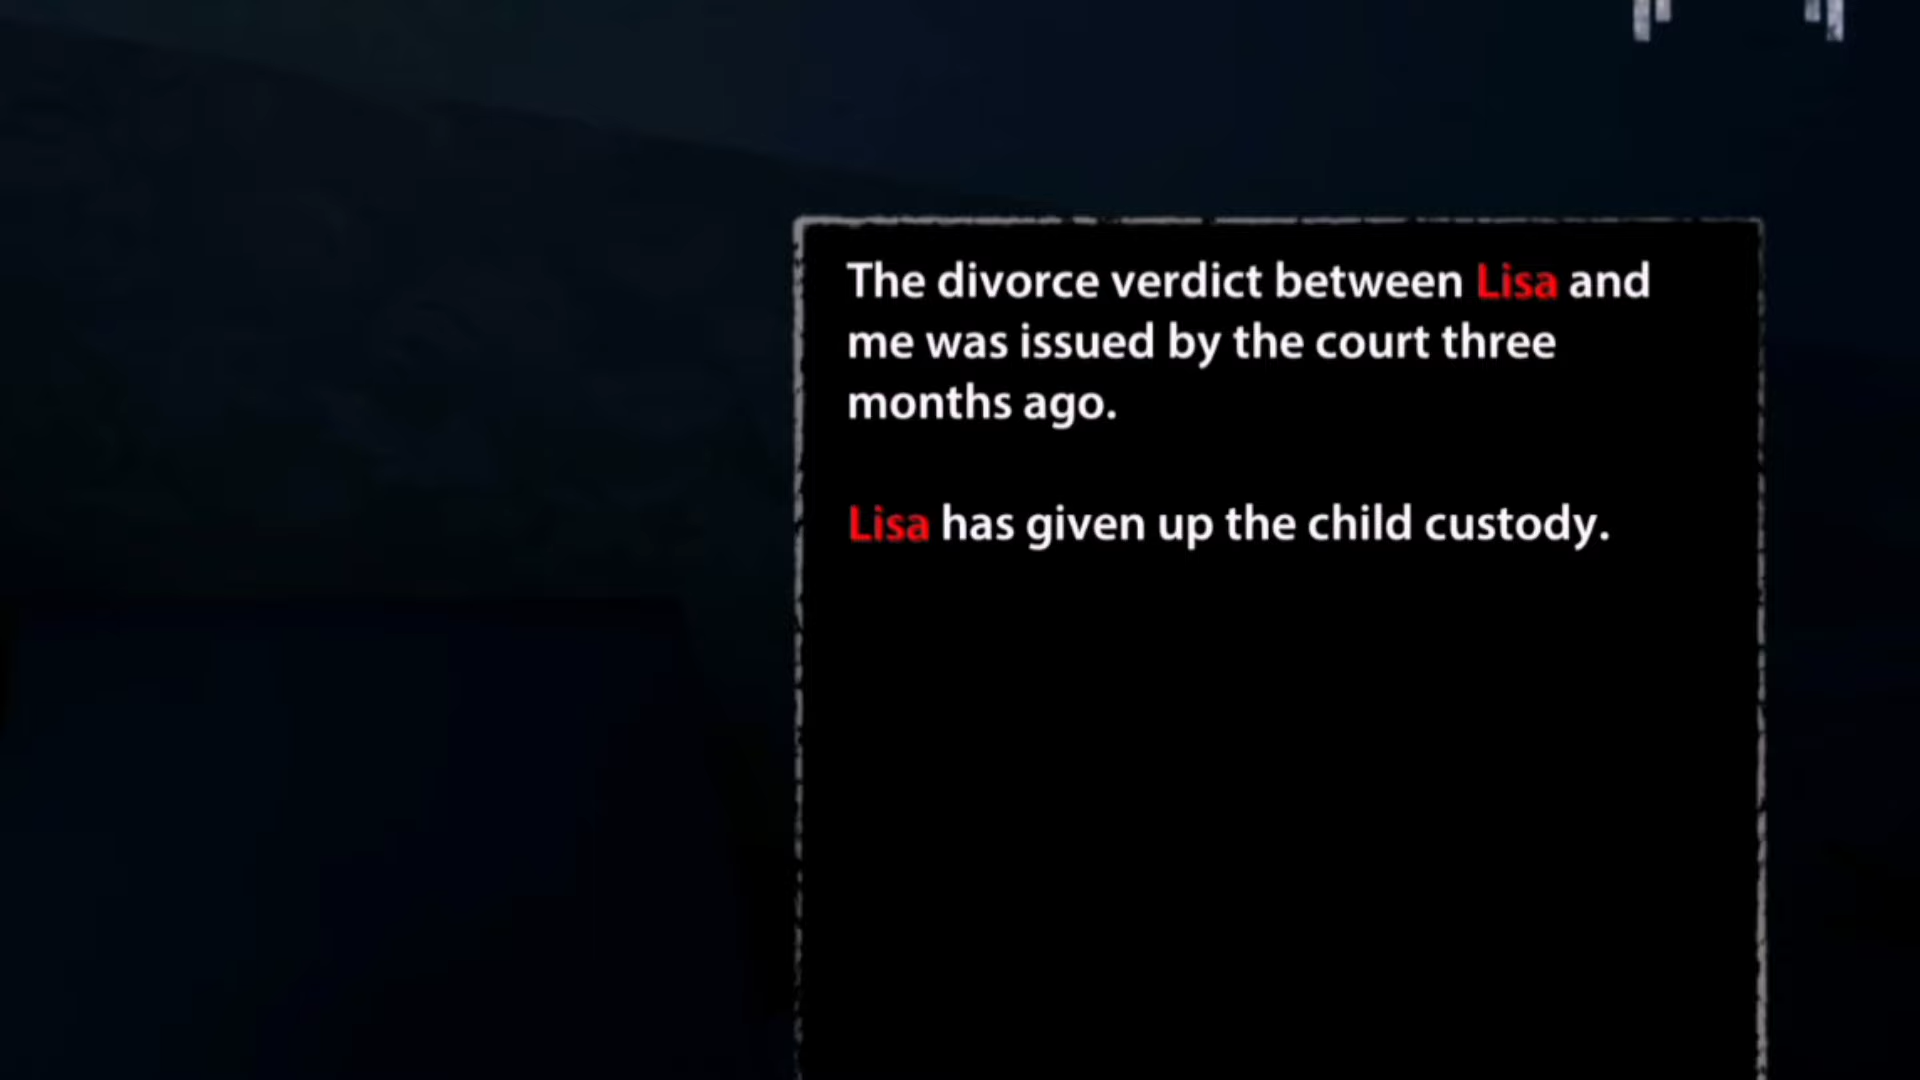 The divorce verdict between Lisa and
me was issued by the court three
months ago.
Lisa has given up the child custody.